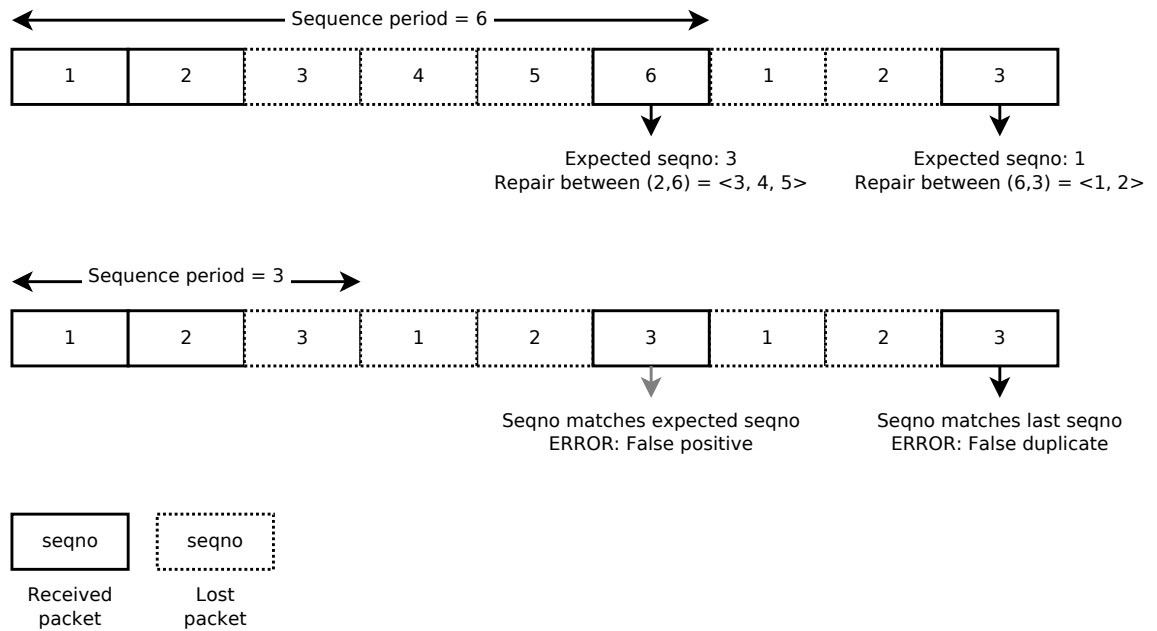 Sequence period = 6
1 2 3 4 5 6 1 2 3
Expected seqno: 3
Repair between (2,6) = <3, 4, 5>
Expected seqno: 1
Repair between (6,3) = <1, 2>
Sequence period = 3
1 2 3 1 2 3 1 2 3
Seqno matches expected seqno
ERROR: False positive
Seqno matches last seqno
ERROR: False duplicate
seqno
Received
packet
seqno
Lost
packet